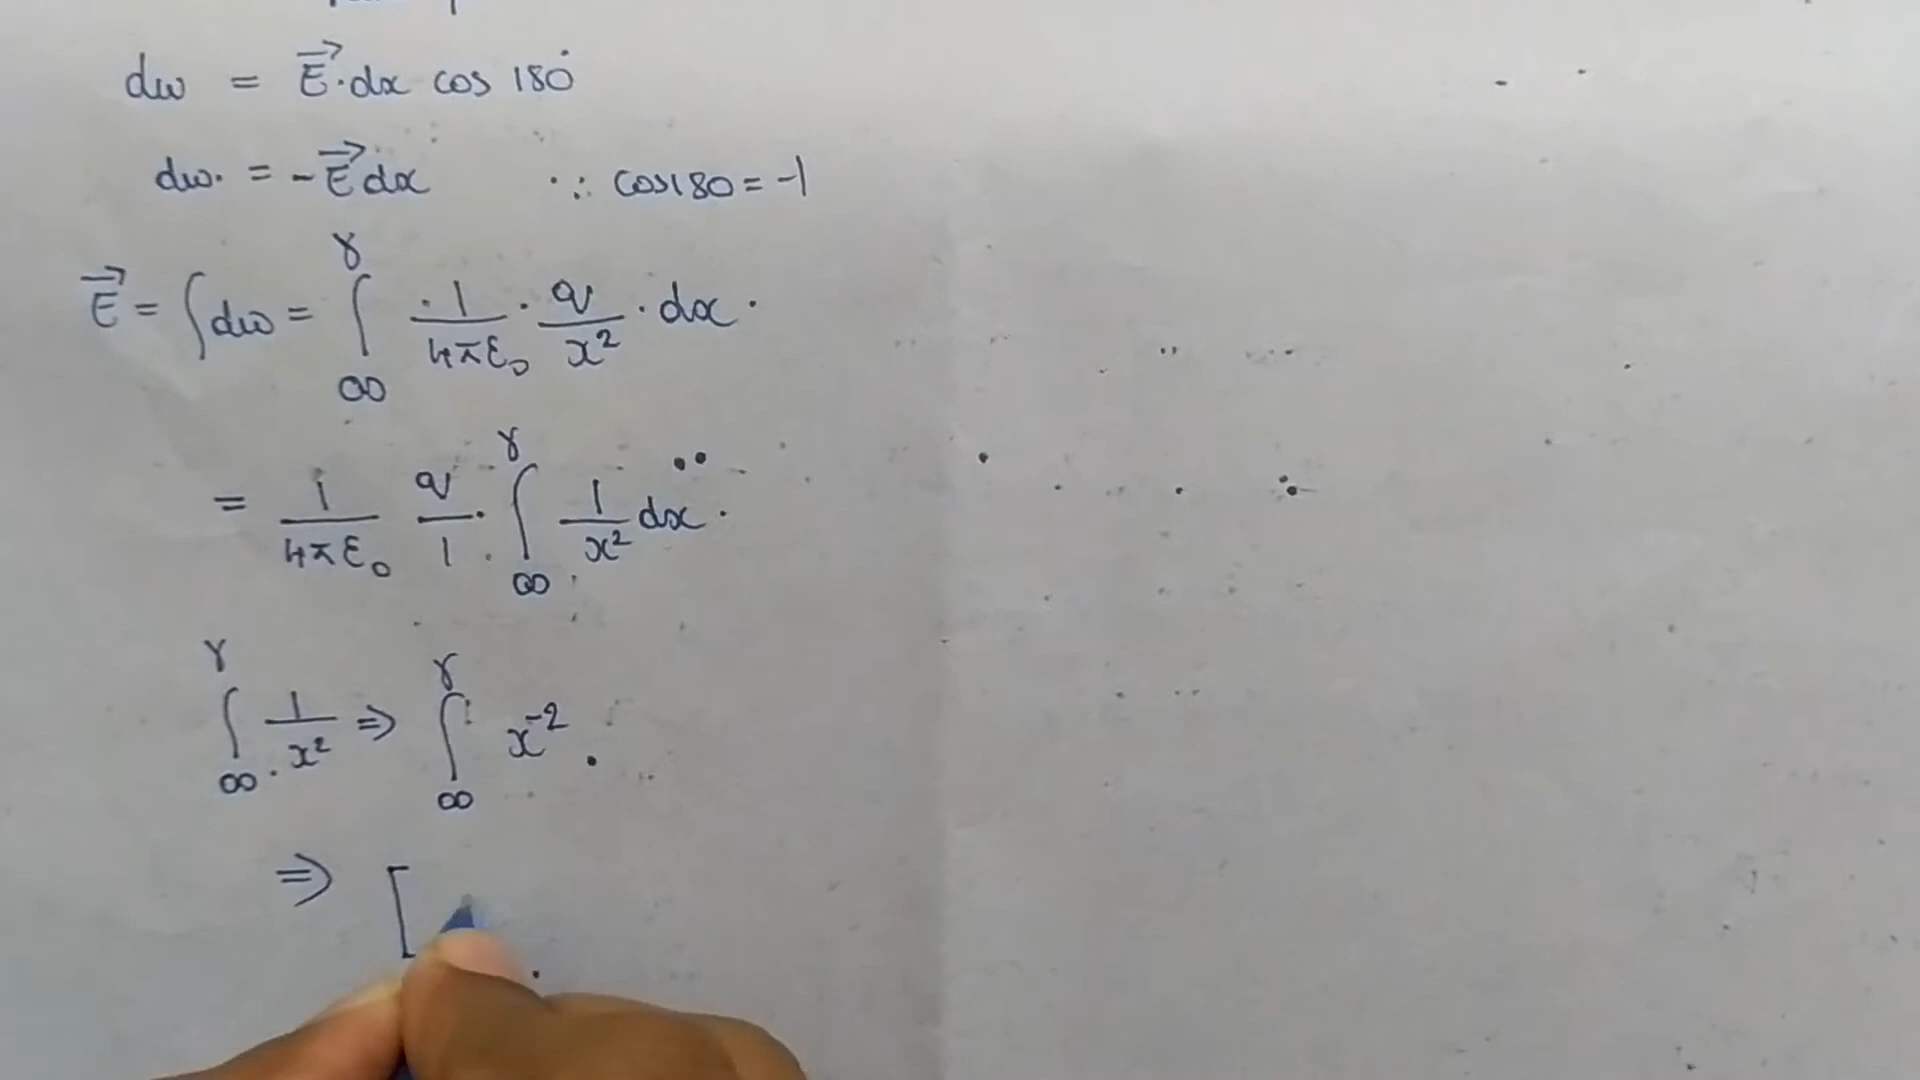 dw = E⃗·dx cos 180°
dw. = -E⃗ dx ∵ cos180 = -1
E⃗ = ∫dw = ∫_∞^r 1/4πε₀ · q/x² · dx ·
= 1/4πε₀ q/1 · ∫_∞^r 1/x² dx ·
∫_∞^r 1/x² ⇒ ∫_∞^r x⁻² .
⇒ [